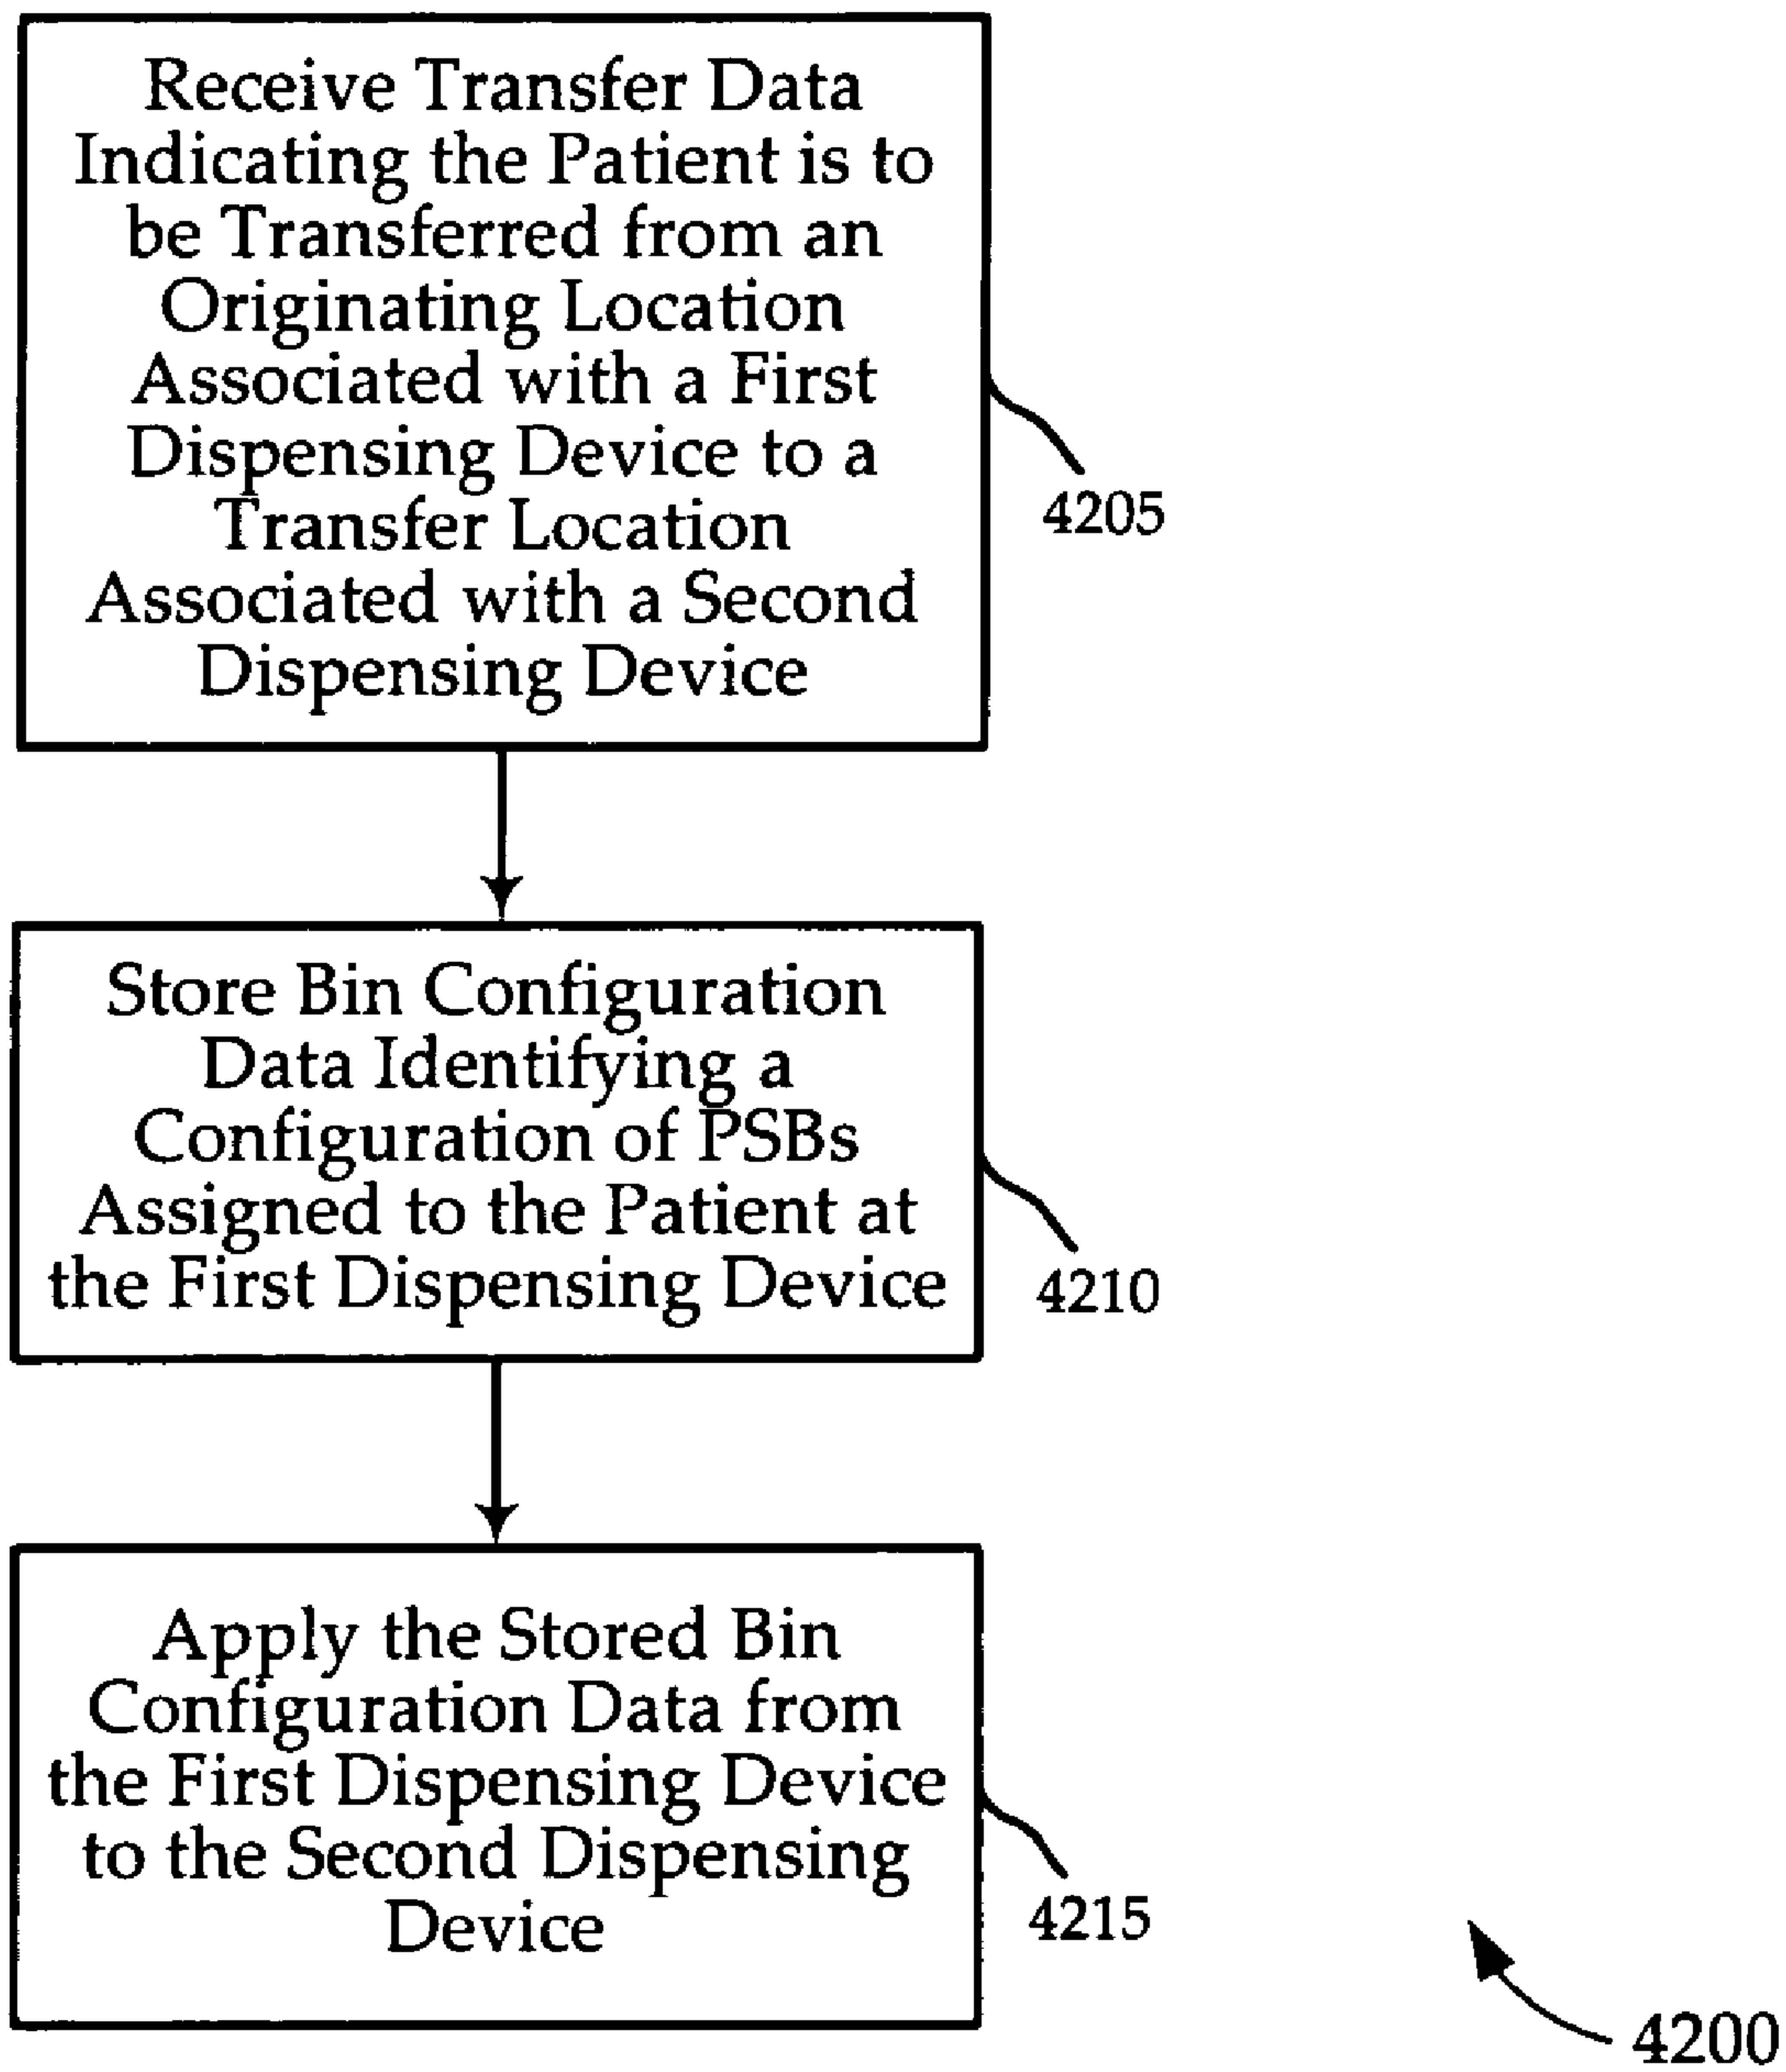 Receive Transfer Data
Indicating the Patient is to
be Transferred from an
Originating Location
Associated with a First
Dispensing Device to a
Transfer Location
Associated with a Second
Dispensing Device
4205
Store Bin Configuration
Data Identifying a
Configuration of PSBs
Assigned to the Patient at
the First Dispensing Device
4210
Apply the Stored Bin
Configuration Data from
the First Dispensing Device
to the Second Dispensing
Device
4215
4200